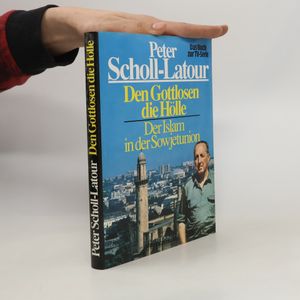 Peter
Scholl-Latour
Das Buch
zur TV-Serie
Den Gottlosen
die Hölle
Der Islam
in der Sowjetunion
Peter Scholl-Latour Den Gottlosen die Hölle